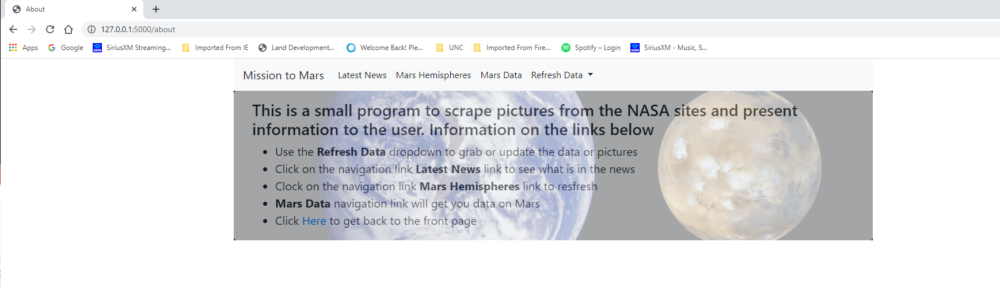 About
127.0.0.1:5000/about
Apps Google SiriusXM Streaming... Imported From IE Land Development... Welcome Back! Ple... UNC Imported From Fire... Spotify – Login SiriusXM - Music, S...
Mission to Mars Latest News Mars Hemispheres Mars Data Refresh Data
This is a small program to scrape pictures from the NASA sites and present
information to the user. Information on the links below
Use the Refresh Data dropdown to grab or update the data or pictures
Click on the navigation link Latest News link to see what is in the news
Clock on the navigation link Mars Hemispheres link to resfresh
Mars Data navigation link will get you data on Mars
Click Here to get back to the front page